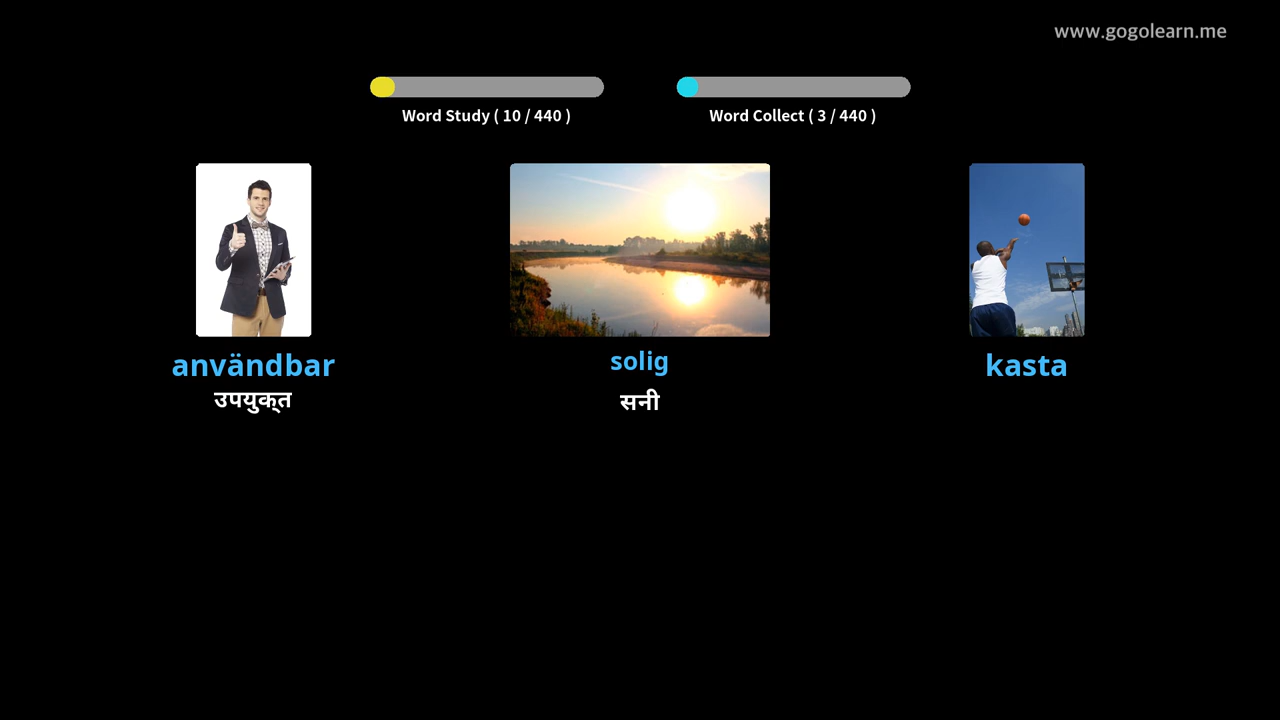 www.gogolearn.me
Word Study ( 10 / 440 )
Word Collect ( 3 / 440 )
användbar
solig
kasta
उपयुक्त
सनी